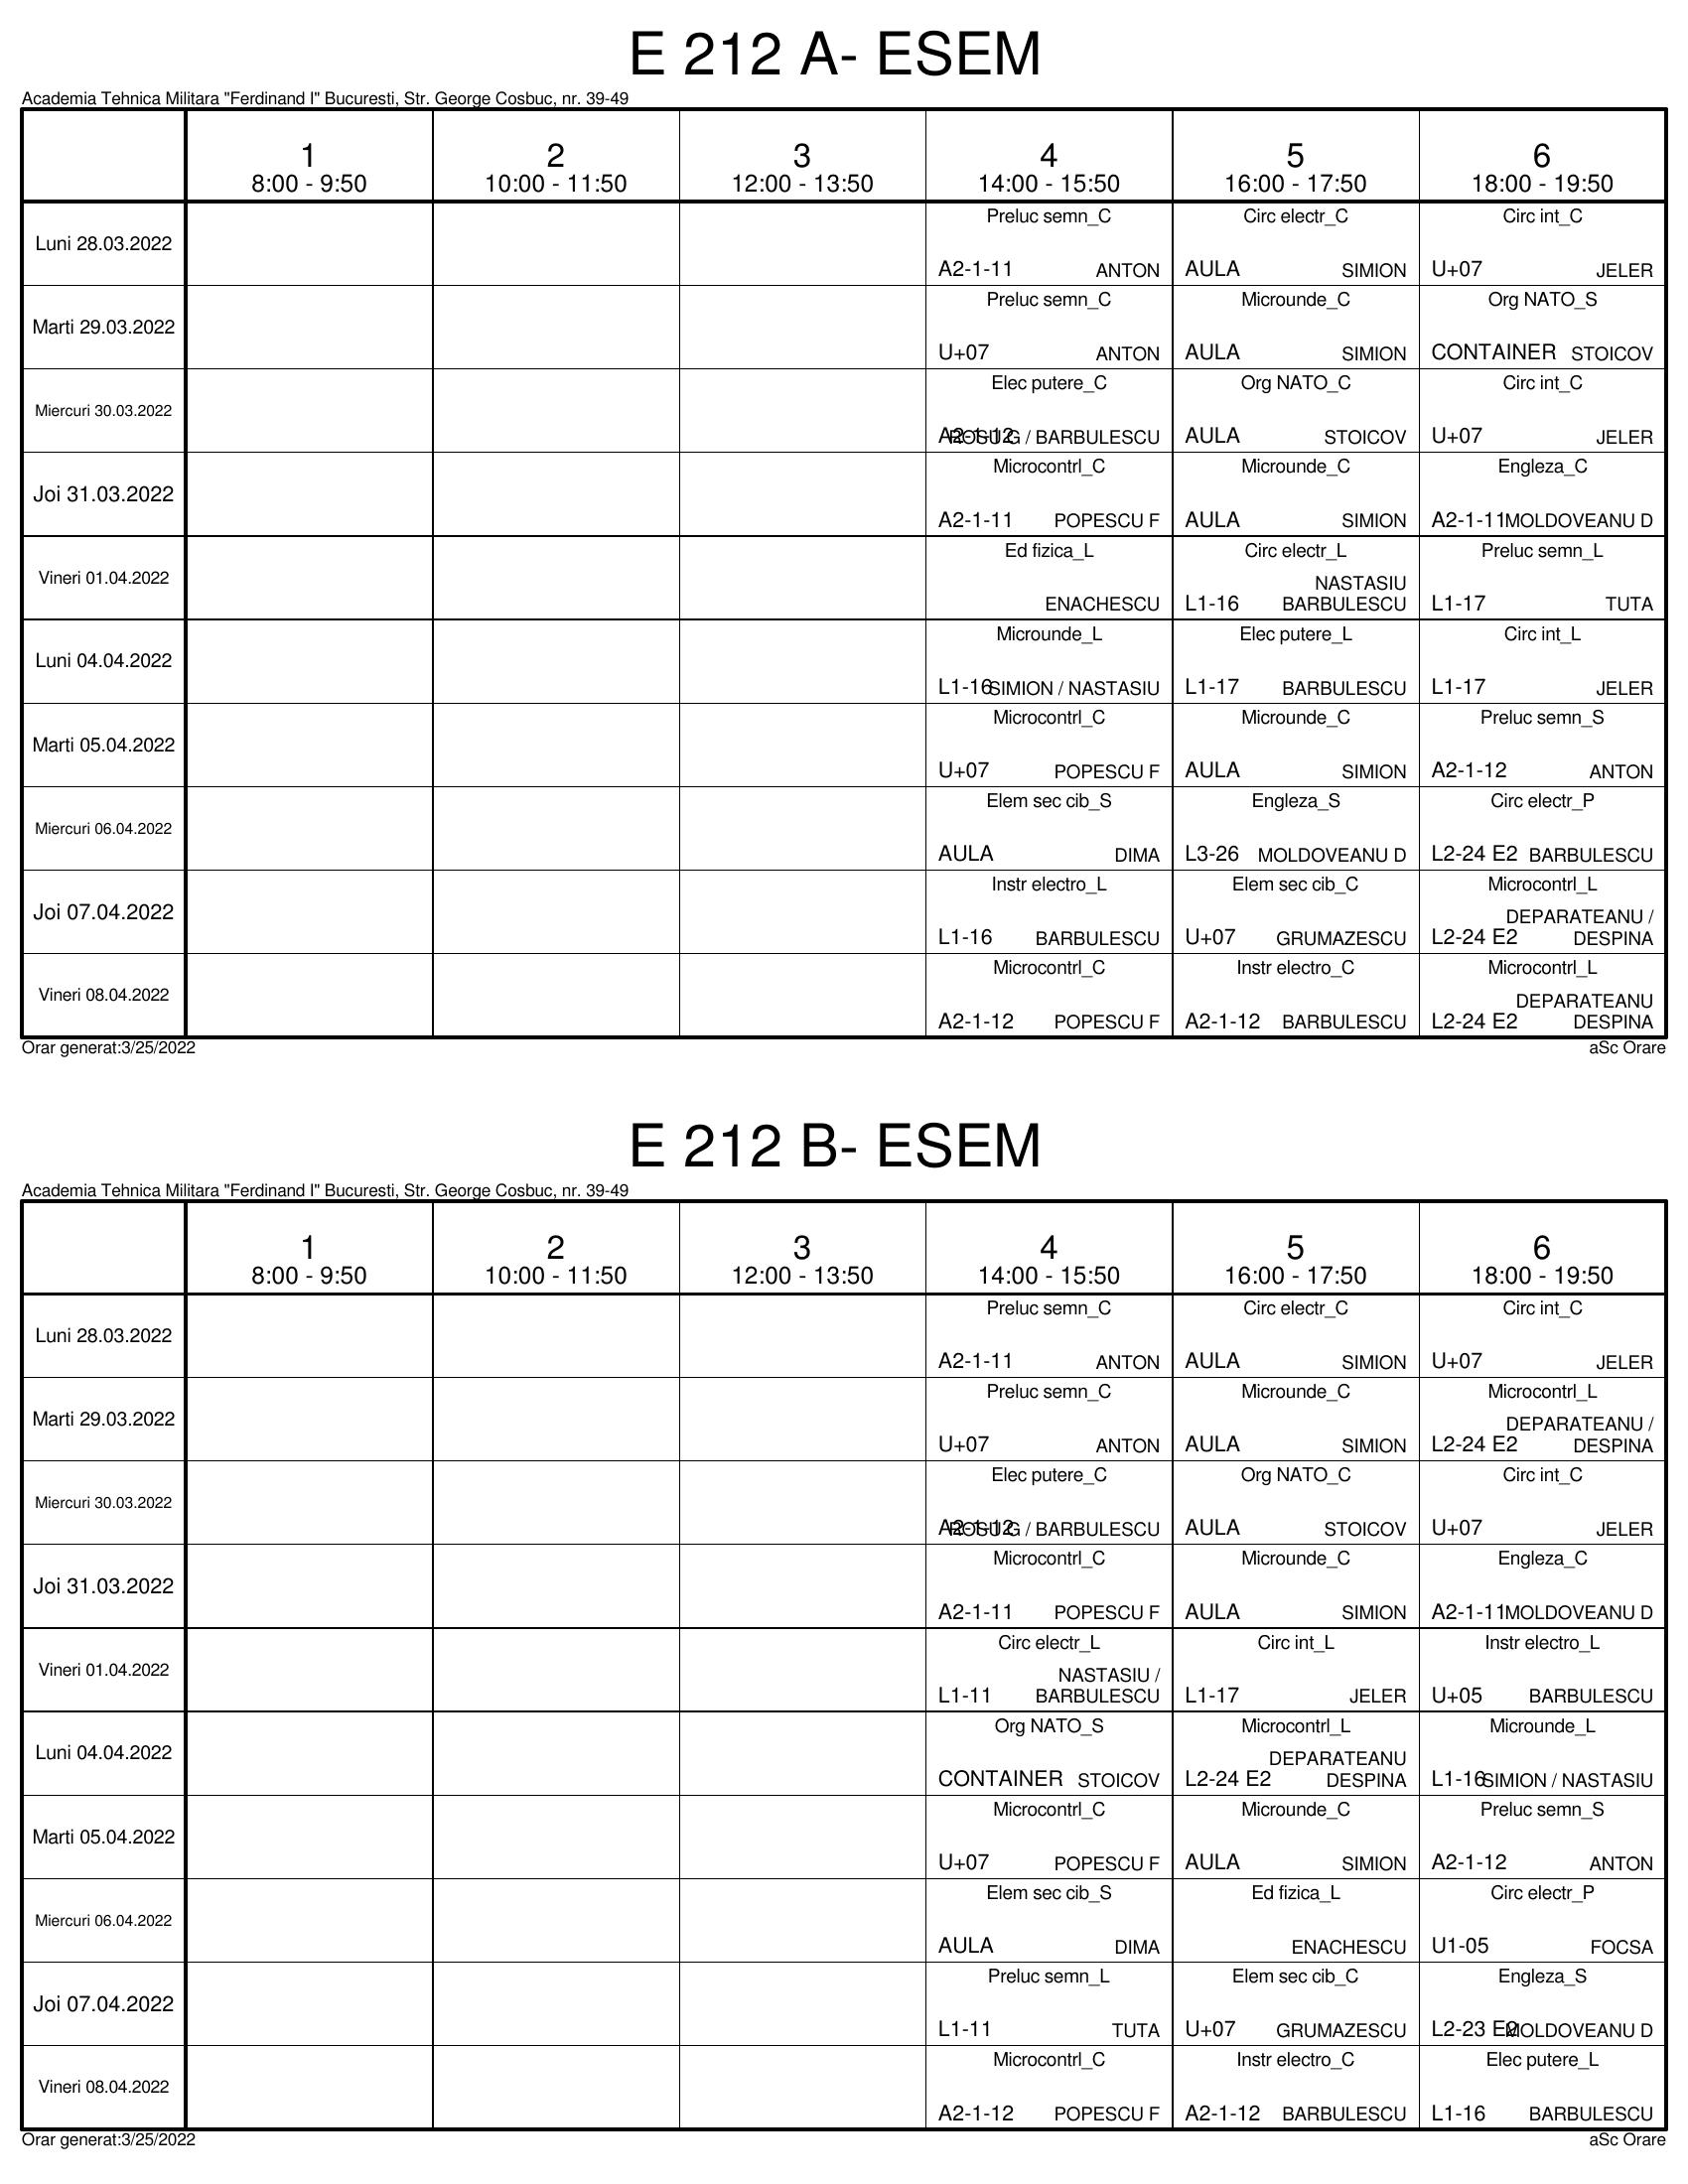 E 212 A- ESEM
Academia Tehnica Militara "Ferdinand I" Bucuresti, Str. George Cosbuc, nr. 39-49
1 2 3 4 5 6
8:00 - 9:50 10:00 - 11:50 12:00 - 13:50 14:00 - 15:50 16:00 - 17:50 18:00 - 19:50
Preluc semn_C Circ electr_C Circ int_C
Luni 28.03.2022
A2-1-11 ANTON AULA SIMION U+07 JELER
Preluc semn_C Microunde_C Org NATO_S
Marti 29.03.2022
U+07 ANTON AULA SIMION CONTAINER STOICOV
Elec putere_C Org NATO_C Circ int_C
Miercuri 30.03.2022
A2-1-12 ROSU G / BARBULESCU AULA STOICOV U+07 JELER
Microcontrl_C Microunde_C Engleza_C
Joi 31.03.2022
A2-1-11 POPESCU F AULA SIMION A2-1-11 MOLDOVEANU D
Ed fizica_L Circ electr_L Preluc semn_L
Vineri 01.04.2022
NASTASIU
ENACHESCU L1-16 BARBULESCU L1-17 TUTA
Microunde_L Elec putere_L Circ int_L
Luni 04.04.2022
L1-16 SIMION / NASTASIU L1-17 BARBULESCU L1-17 JELER
Microcontrl_C Microunde_C Preluc semn_S
Marti 05.04.2022
U+07 POPESCU F AULA SIMION A2-1-12 ANTON
Elem sec cib_S Engleza_S Circ electr_P
Miercuri 06.04.2022
AULA DIMA L3-26 MOLDOVEANU D L2-24 E2 BARBULESCU
Instr electro_L Elem sec cib_C Microcontrl_L
Joi 07.04.2022
DEPARATEANU /
L1-16 BARBULESCU U+07 GRUMAZESCU L2-24 E2 DESPINA
Microcontrl_C Instr electro_C Microcontrl_L
Vineri 08.04.2022
DEPARATEANU
A2-1-12 POPESCU F A2-1-12 BARBULESCU L2-24 E2 DESPINA
Orar generat:3/25/2022 aSc Orare
E 212 B- ESEM
Academia Tehnica Militara "Ferdinand I" Bucuresti, Str. George Cosbuc, nr. 39-49
1 2 3 4 5 6
8:00 - 9:50 10:00 - 11:50 12:00 - 13:50 14:00 - 15:50 16:00 - 17:50 18:00 - 19:50
Preluc semn_C Circ electr_C Circ int_C
Luni 28.03.2022
A2-1-11 ANTON AULA SIMION U+07 JELER
Preluc semn_C Microunde_C Microcontrl_L
Marti 29.03.2022
DEPARATEANU /
U+07 ANTON AULA SIMION L2-24 E2 DESPINA
Elec putere_C Org NATO_C Circ int_C
Miercuri 30.03.2022
A2-1-12 ROSU G / BARBULESCU AULA STOICOV U+07 JELER
Microcontrl_C Microunde_C Engleza_C
Joi 31.03.2022
A2-1-11 POPESCU F AULA SIMION A2-1-11 MOLDOVEANU D
Circ electr_L Circ int_L Instr electro_L
Vineri 01.04.2022
NASTASIU /
L1-11 BARBULESCU L1-17 JELER U+05 BARBULESCU
Org NATO_S Microcontrl_L Microunde_L
Luni 04.04.2022
DEPARATEANU
CONTAINER STOICOV L2-24 E2 DESPINA L1-16 SIMION / NASTASIU
Microcontrl_C Microunde_C Preluc semn_S
Marti 05.04.2022
U+07 POPESCU F AULA SIMION A2-1-12 ANTON
Elem sec cib_S Ed fizica_L Circ electr_P
Miercuri 06.04.2022
AULA DIMA ENACHESCU U1-05 FOCSA
Preluc semn_L Elem sec cib_C Engleza_S
Joi 07.04.2022
L1-11 TUTA U+07 GRUMAZESCU L2-23 E2 MOLDOVEANU D
Microcontrl_C Instr electro_C Elec putere_L
Vineri 08.04.2022
A2-1-12 POPESCU F A2-1-12 BARBULESCU L1-16 BARBULESCU
Orar generat:3/25/2022 aSc Orare